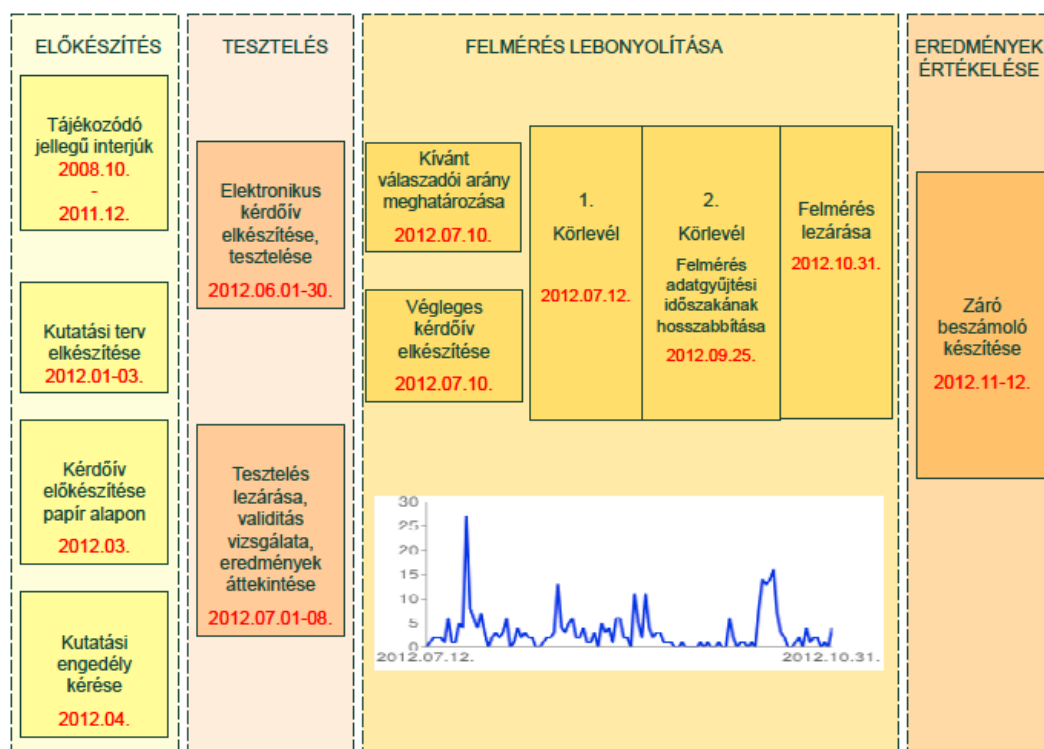 ELŐKÉSZÍTÉS
Tájékozódó
jellegű interjúk
2008.10.
-
2011.12.
Kutatási terv
elkészítése
2012.01-03.
Kérdőív
előkészítése
papír alapon
2012.03.
Kutatási
engedély
kérése
2012.04.
TESZTELÉS
Elektronikus
kérdőív
elkészítése,
tesztelése
2012.06.01-30.
Tesztelés
lezárása,
validitás
vizsgálata,
eredmények
áttekintése
2012.07.01-08.
FELMÉRÉS LEBONYOLÍTÁSA
Kívánt
válaszadói arány
meghatározása
2012.07.10.
Végleges
kérdőív
elkészítése
2012.07.10.
1.
Körlevél
2012.07.12.
2.
Körlevél
Felmérés
adatgyűjtési
időszakának
hosszabbítása
2012.09.25.
Felmérés
lezárása
2012.10.31.
30
25
20
15
10
5
0
2012.07.12.
2012.10.31.
EREDMÉNYEK
ÉRTÉKELÉSE
Záró
beszámoló
készítése
2012.11-12.